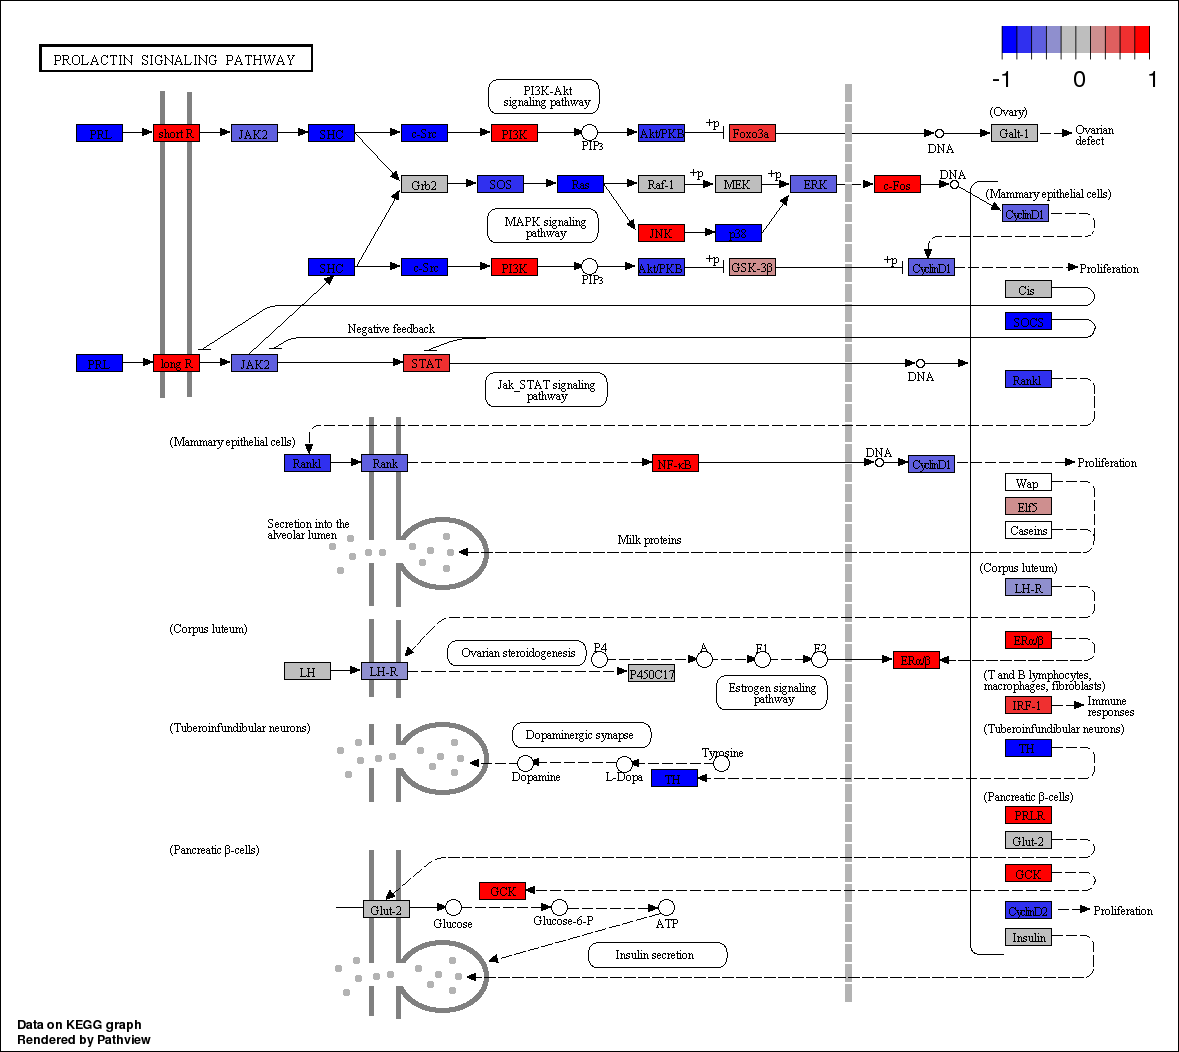 PROLACTIN SIGNALING PATHWAY
-1 0 1
PI3K-Akt
signaling pathway
(Ovary)
PRL short R JAK2 SHC c-Src PI3K PIP3 Akt/PKB +p Foxo3a DNA Galt-1 Ovarian
defect
Grb2 SOS Ras Raf-1 +p MEK +p ERK c-Fos DNA
(Mammary epithelial cells)
CyclinD1
MAPK signaling
pathway
JNK p38
SHC c-Src PI3K PIP3 Akt/PKB +p GSK-3β +p CyclinD1 Proliferation
Cis
SOCS
Negative feedback
PRL long R JAK2 STAT DNA
Jak_STAT signaling
pathway
Rankl
(Mammary epithelial cells)
Rankl Rank NF-κB DNA CyclinD1 Proliferation
Wap
Elf5
Caseins
Secretion into the
alveolar lumen
Milk proteins
(Corpus luteum)
LH-R
(Corpus luteum)
ERα/β
Ovarian steroidogenesis
P4 A E1 E2 ERα/β
LH LH-R P450C17
Estrogen signaling
pathway
(T and B lymphocytes,
macrophages, fibroblasts)
IRF-1 Immune
responses
(Tuberoinfundibular neurons)
(Tuberoinfundibular neurons)
TH
Dopaminergic synapse
Tyrosine
Dopamine L-Dopa TH
(Pancreatic β-cells)
PRLR
Glut-2
(Pancreatic β-cells)
GCK
GCK
Glut-2 Glucose Glucose-6-P ATP
CyclinD2 Proliferation
Insulin
Insulin secretion
Data on KEGG graph
Rendered by Pathview